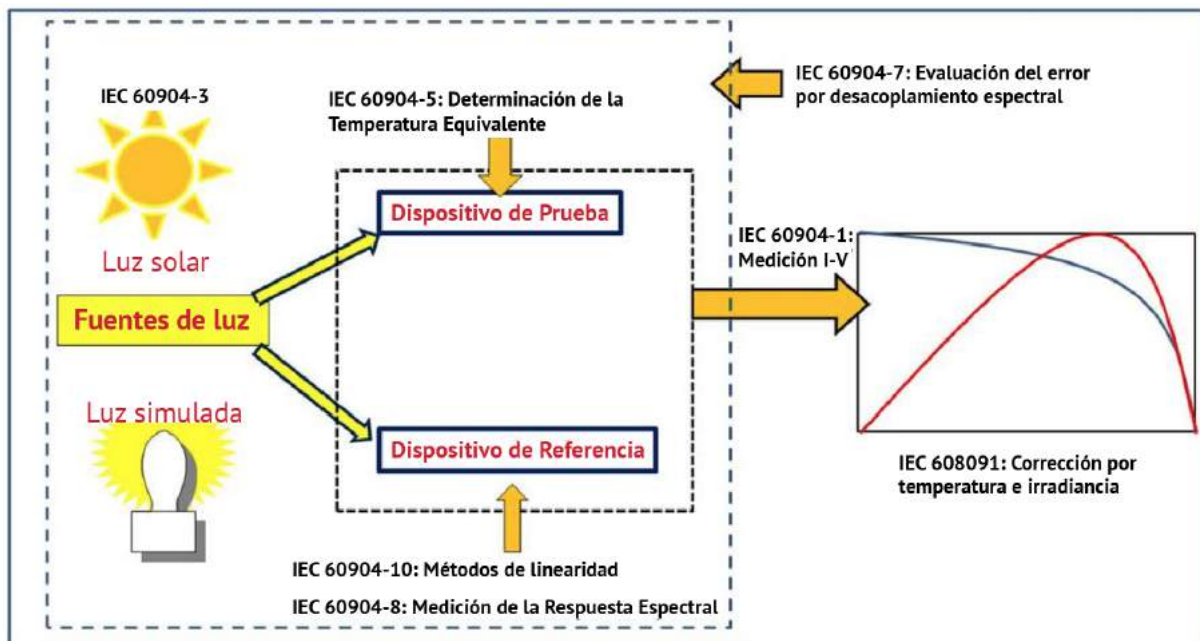 IEC 60904-3
Luz solar
Fuentes de luz
Luz simulada
IEC 60904-5: Determinación de la
Temperatura Equivalente
Dispositivo de Prueba
Dispositivo de Referencia
IEC 60904-10: Métodos de linearidad
IEC 60904-8: Medición de la Respuesta Espectral
IEC 60904-7: Evaluación del error
por desacoplamiento espectral
IEC 60904-1:
Medición I-V
IEC 608091: Corrección por
temperatura e irradiancia